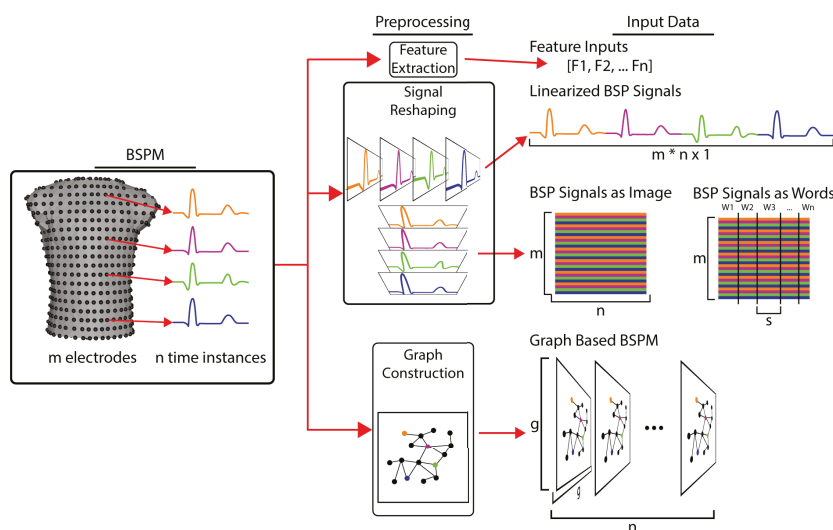 Preprocessing
Input Data
Feature
Extraction
Feature Inputs
[F1, F2, ... Fn]
Signal
Reshaping
Linearized BSP Signals
m * n x 1
BSPM
m electrodes
n time instances
BSP Signals as Image
m
n
BSP Signals as Words
W1 W2 W3 ... Wn
m
s
Graph
Construction
Graph Based BSPM
g
g
n